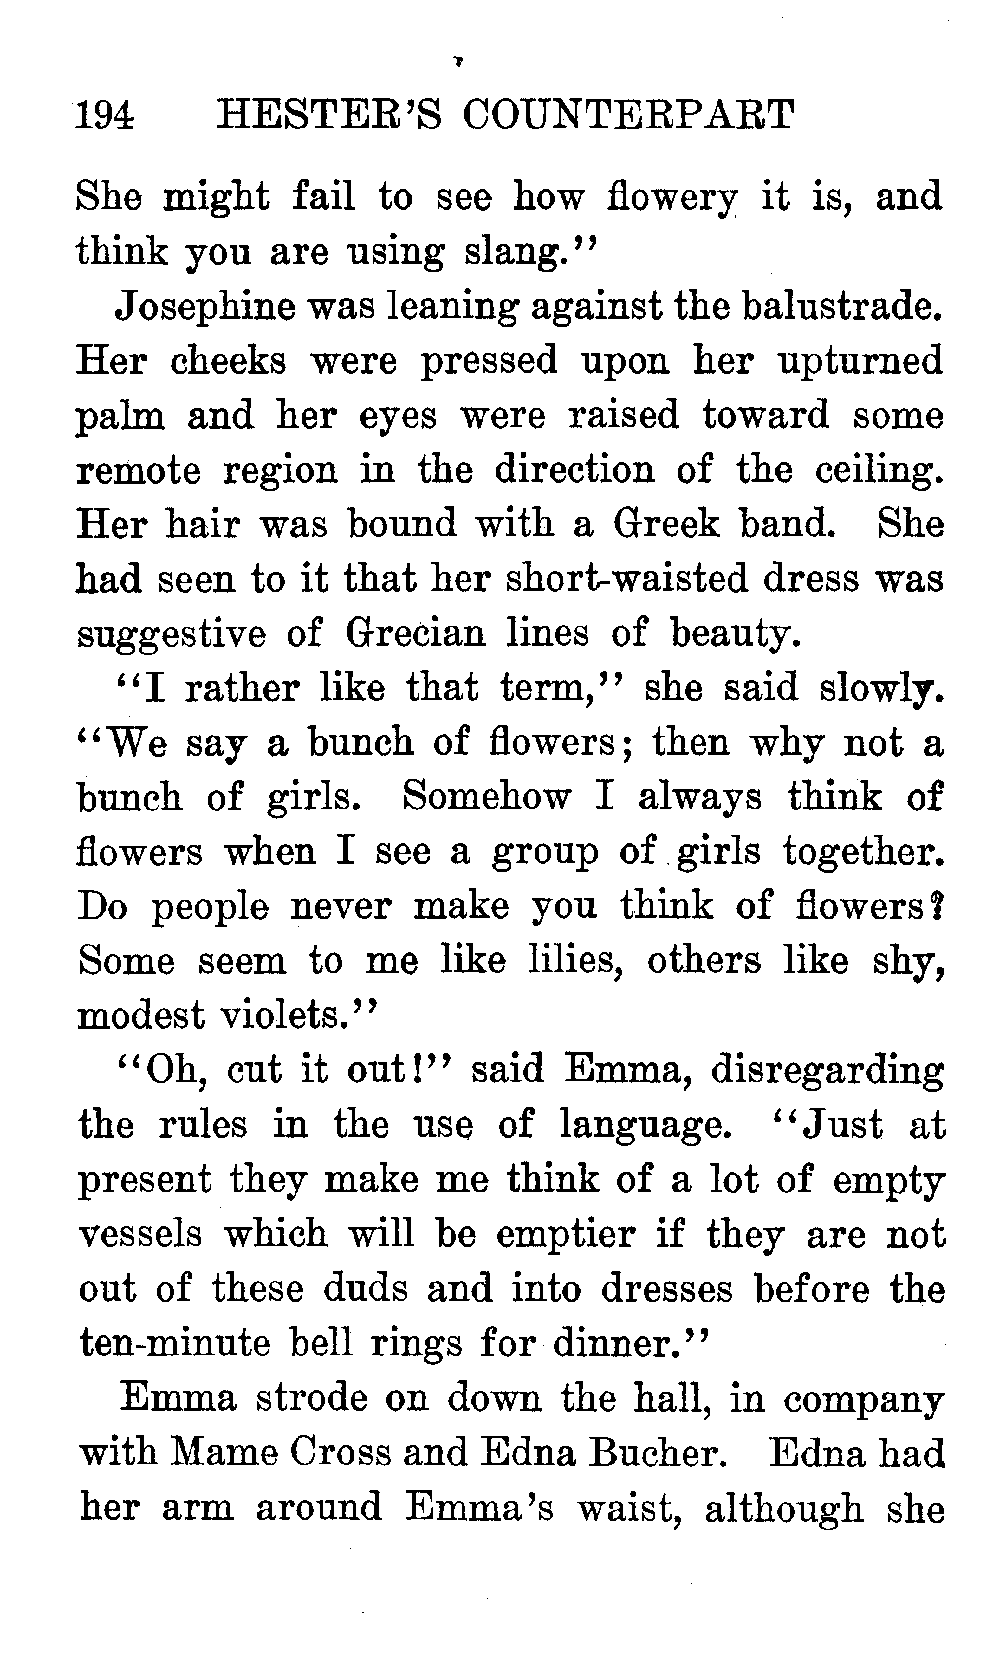 194 HESTER'S COUNTERPART
She might fail to see how flowery it is, and
think you are using slang.''
Josephine was leaning against the balustrade.
Her cheeks were pressed upon her upturned
palm and her eyes were raised toward some
remote region in the direction of the ceiling.
Her hair was bound with a Greek band. She
had seen to it that her short-waisted dress was
suggestive of Grecian lines of beauty.
‘‘I rather like that term,'' she said slowly.
‘‘We say a bunch of flowers; then why not a
bunch of girls. Somehow I always think of
flowers when I see a group of girls together.
Do people never make you think of flowers?
Some seem to me like lilies, others like shy,
modest violets.''
‘‘Oh, cut it out!'' said Emma, disregarding
the rules in the use of language. ‘‘Just at
present they make me think of a lot of empty
vessels which will be emptier if they are not
out of these duds and into dresses before the
ten-minute bell rings for dinner.''
Emma strode on down the hall, in company
with Mame Cross and Edna Bucher. Edna had
her arm around Emma's waist, although she